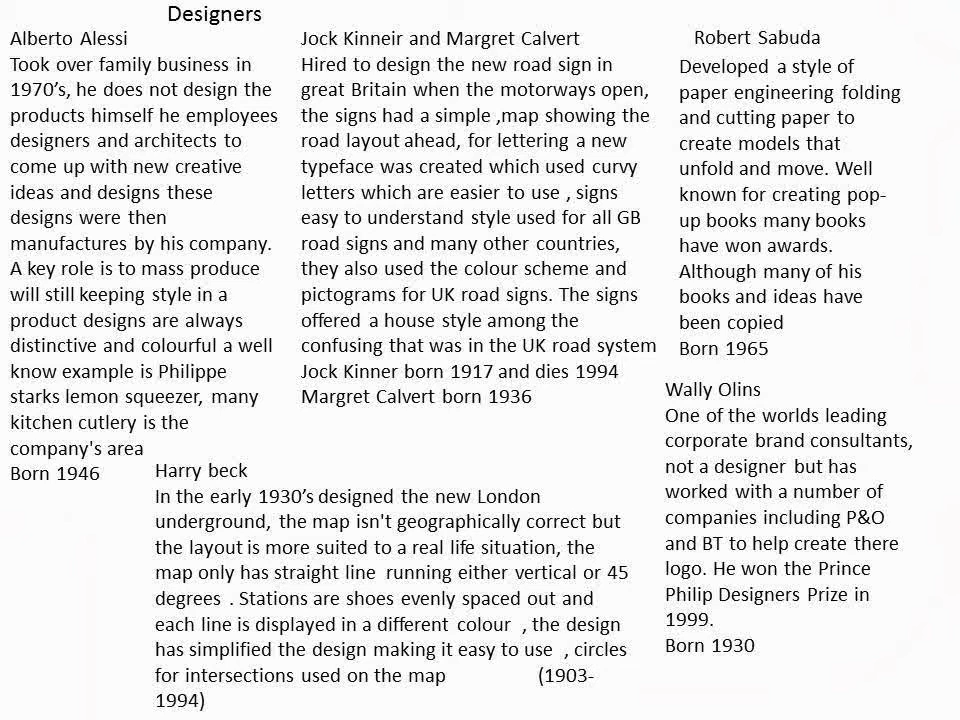 Designers
Alberto Alessi
Took over family business in
1970’s, he does not design the
products himself he employees
designers and architects to
come up with new creative
ideas and designs these
designs were then
manufactures by his company.
A key role is to mass produce
will still keeping style in a
product designs are always
distinctive and colourful a well
know example is Philippe
starks lemon squeezer, many
kitchen cutlery is the
company's area
Born 1946
Jock Kinneir and Margret Calvert
Hired to design the new road sign in
great Britain when the motorways open,
the signs had a simple ,map showing the
road layout ahead, for lettering a new
typeface was created which used curvy
letters which are easier to use , signs
easy to understand style used for all GB
road signs and many other countries,
they also used the colour scheme and
pictograms for UK road signs. The signs
offered a house style among the
confusing that was in the UK road system
Jock Kinner born 1917 and dies 1994
Margret Calvert born 1936
Robert Sabuda
Developed a style of
paper engineering folding
and cutting paper to
create models that
unfold and move. Well
known for creating pop-
up books many books
have won awards.
Although many of his
books and ideas have
been copied
Born 1965
Harry beck
In the early 1930’s designed the new London
underground, the map isn't geographically correct but
the layout is more suited to a real life situation, the
map only has straight line running either vertical or 45
degrees . Stations are shoes evenly spaced out and
each line is displayed in a different colour , the design
has simplified the design making it easy to use , circles
for intersections used on the map (1903-
1994)
Wally Olins
One of the worlds leading
corporate brand consultants,
not a designer but has
worked with a number of
companies including P&O
and BT to help create there
logo. He won the Prince
Philip Designers Prize in
1999.
Born 1930